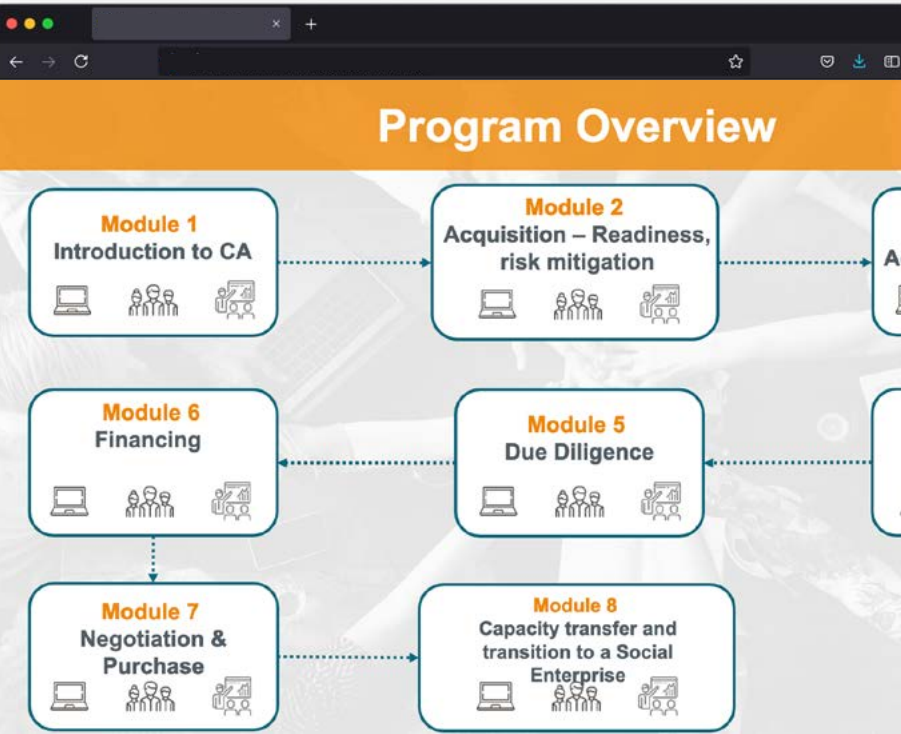 Program Overview
Module 1
Introduction to CA
Module 2
Acquisition – Readiness,
risk mitigation
A
Module 6
Financing
Module 5
Due Diligence
Module 7
Negotiation &
Purchase
Module 8
Capacity transfer and
transition to a Social
Enterprise